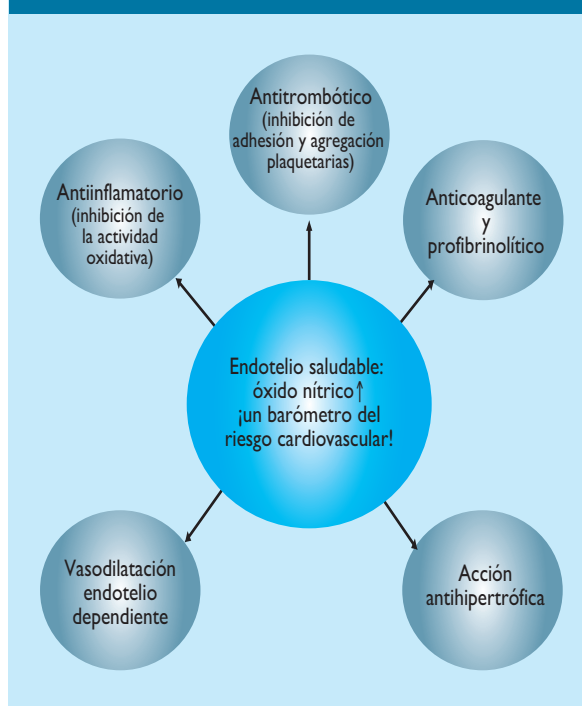 Antitrombótico
(inhibición de
adhesión y agregación
plaquetarias)
Antiinflamatorio
(inhibición de
la actividad
oxidativa)
Anticoagulante
y
profibrinolítico
Endotelio saludable:
óxido nítrico↑
¡un barómetro del
riesgo cardiovascular!
Vasodilatación
endotelio
dependiente
Acción
antihipertrófica